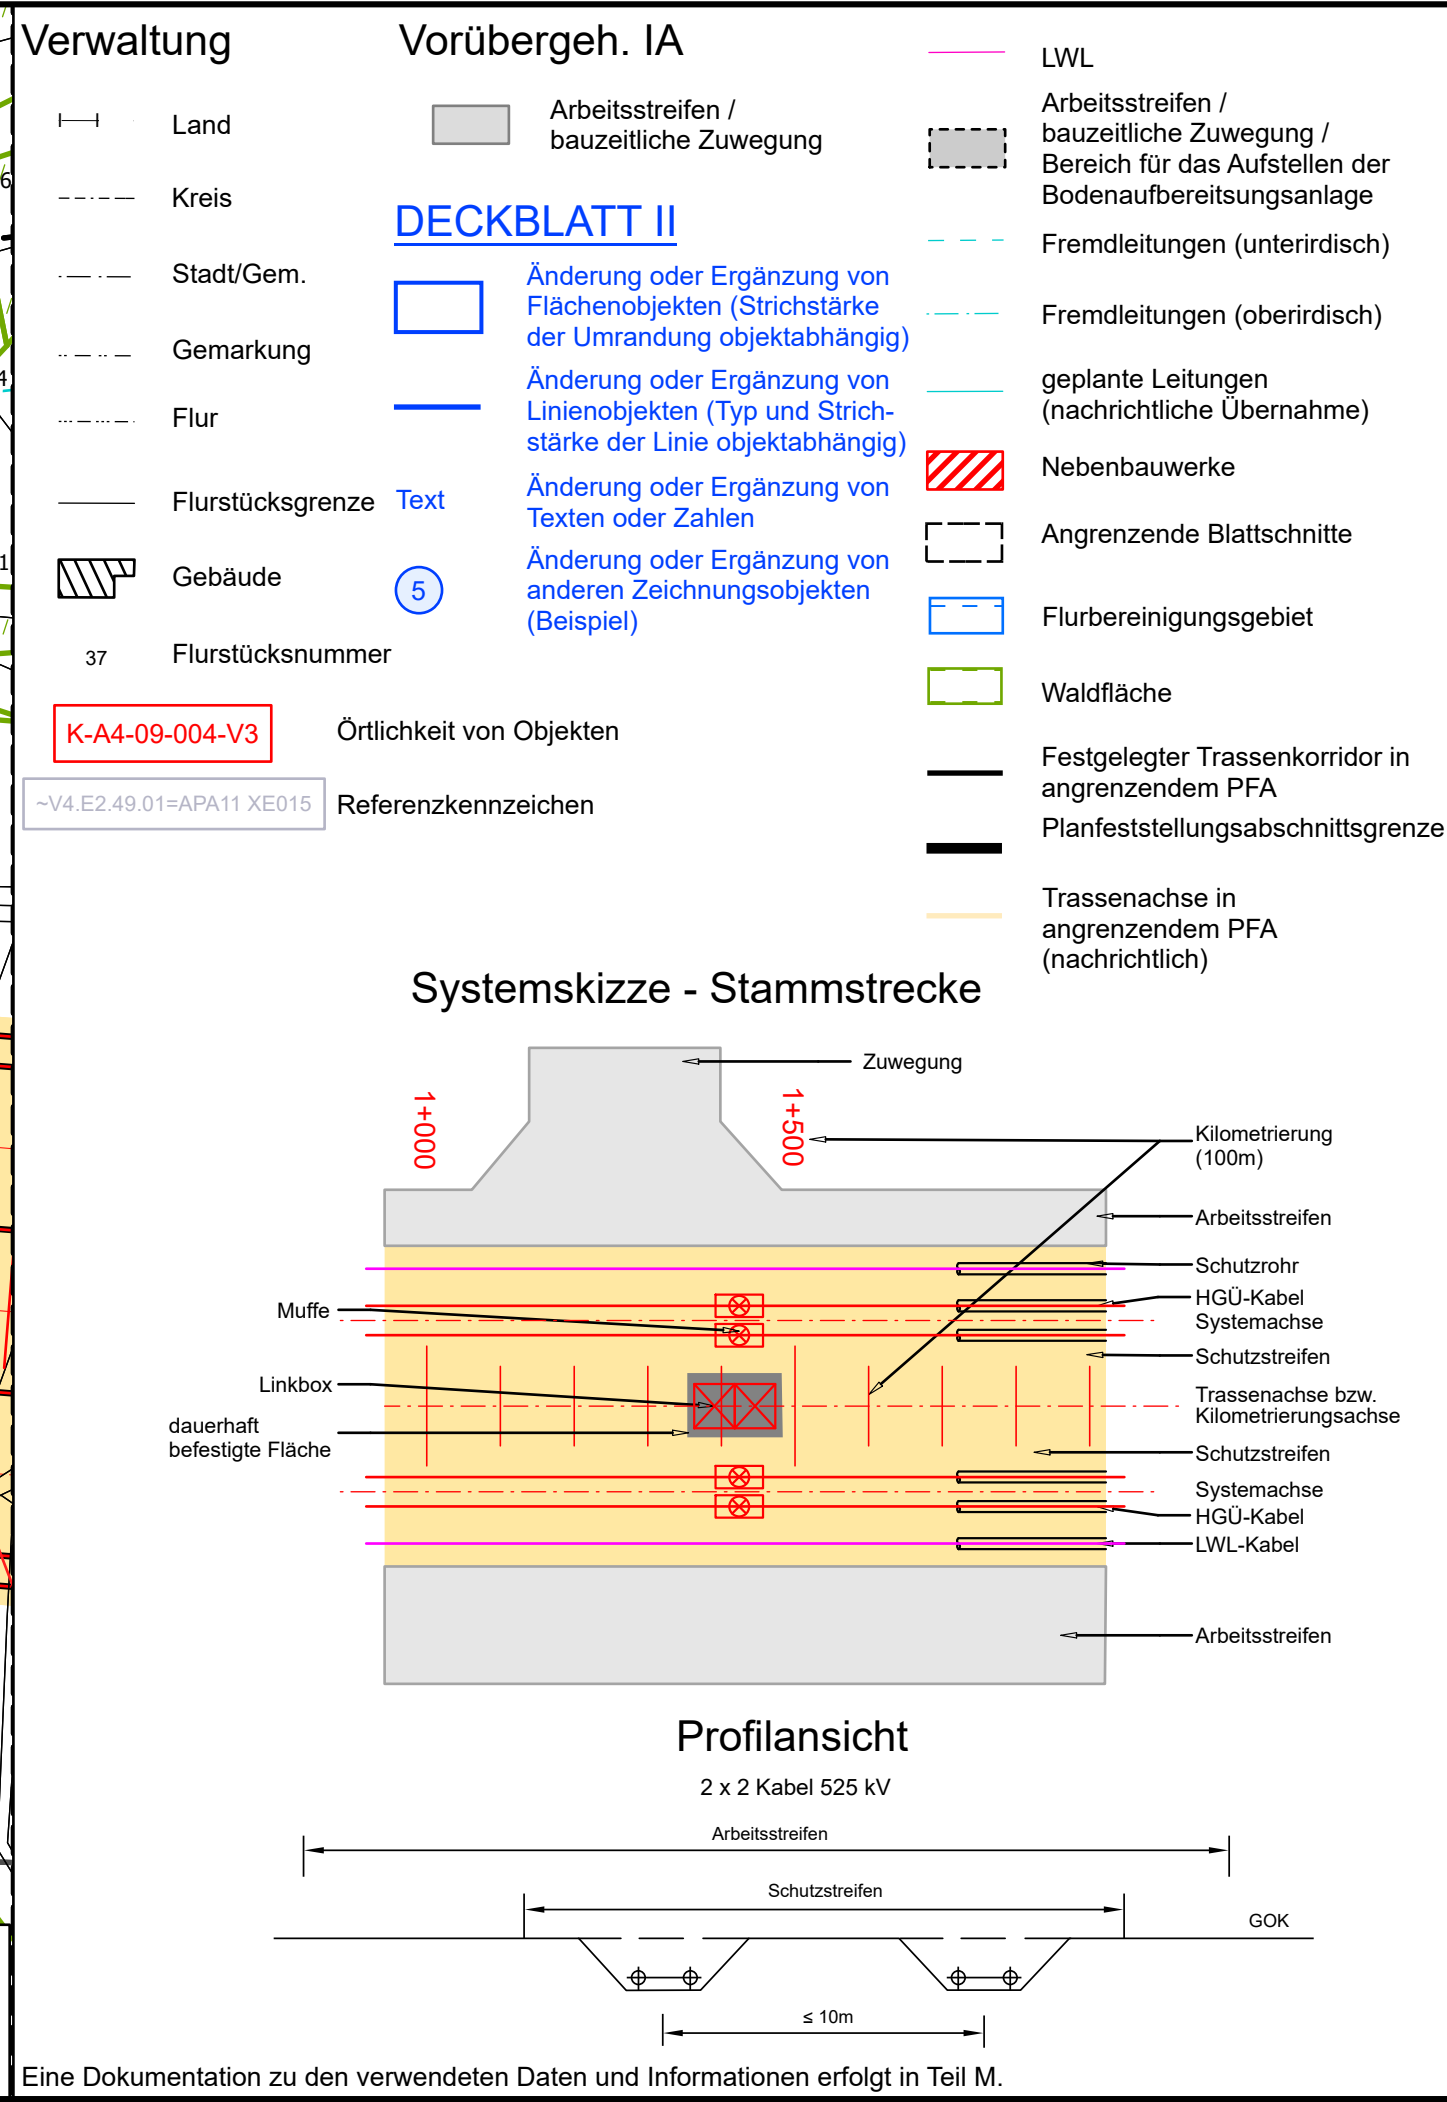 Verwaltung
Land
Kreis
Stadt/Gem.
Gemarkung
Flur
Flurstücksgrenze
Gebäude
37
Flurstücksnummer
K-A4-09-004-V3
Örtlichkeit von Objekten
~V4.E2.49.01=APA11 XE015
Referenzkennzeichen
Vorübergeh. IA
Arbeitsstreifen /
bauzeitliche Zuwegung
DECKBLATT II
Änderung oder Ergänzung von
Flächenobjekten (Strichstärke
der Umrandung objektabhängig)
Änderung oder Ergänzung von
Linienobjekten (Typ und Strich-
stärke der Linie objektabhängig)
Text
Änderung oder Ergänzung von
Texten oder Zahlen
5
Änderung oder Ergänzung von
anderen Zeichnungsobjekten
(Beispiel)
LWL
Arbeitsstreifen /
bauzeitliche Zuwegung /
Bereich für das Aufstellen der
Bodenaufbereitsungsanlage
Fremdleitungen (unterirdisch)
Fremdleitungen (oberirdisch)
geplante Leitungen
(nachrichtliche Übernahme)
Nebenbauwerke
Angrenzende Blattschnitte
Flurbereinigungsgebiet
Waldfläche
Festgelegter Trassenkorridor in
angrenzendem PFA
Planfeststellungsabschnittsgrenze
Trassenachse in
angrenzendem PFA
(nachrichtlich)
Systemskizze - Stammstrecke
Zuwegung
1+000
1+500
Kilometrierung
(100m)
Arbeitsstreifen
Schutzrohr
HGÜ-Kabel
Systemachse
Schutzstreifen
Trassenachse bzw.
Kilometrierungsachse
Schutzstreifen
Systemachse
HGÜ-Kabel
LWL-Kabel
Arbeitsstreifen
Muffe
Linkbox
dauerhaft
befestigte Fläche
Profilansicht
2 x 2 Kabel 525 kV
Arbeitsstreifen
Schutzstreifen
GOK
≤ 10m
Eine Dokumentation zu den verwendeten Daten und Informationen erfolgt in Teil M.
6
4
1